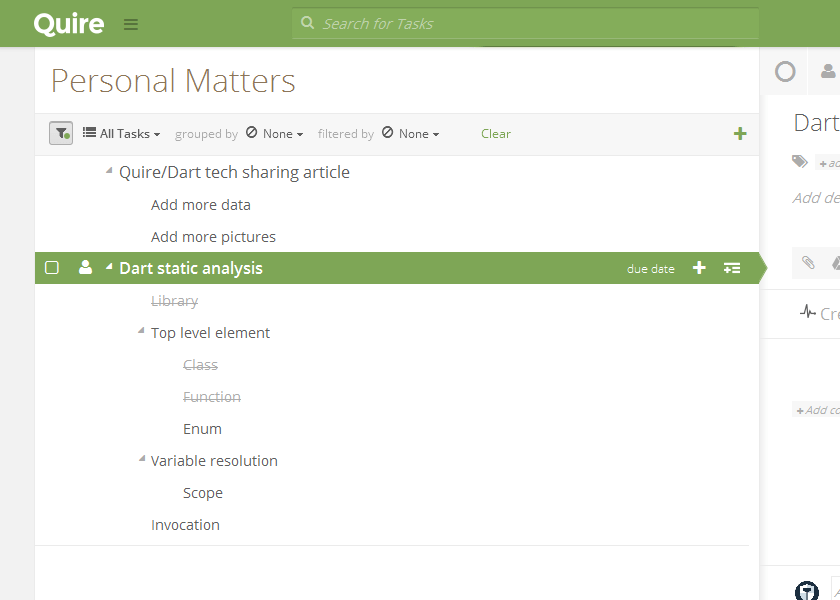 Quire
Search for Tasks
Personal Matters
All Tasks grouped by None filtered by None Clear
Quire/Dart tech sharing article
Add more data
Add more pictures
Dart static analysis due date
Library
Top level element
Class
Function
Enum
Variable resolution
Scope
Invocation
Dart
+ad
Add de
Cre
+Add co